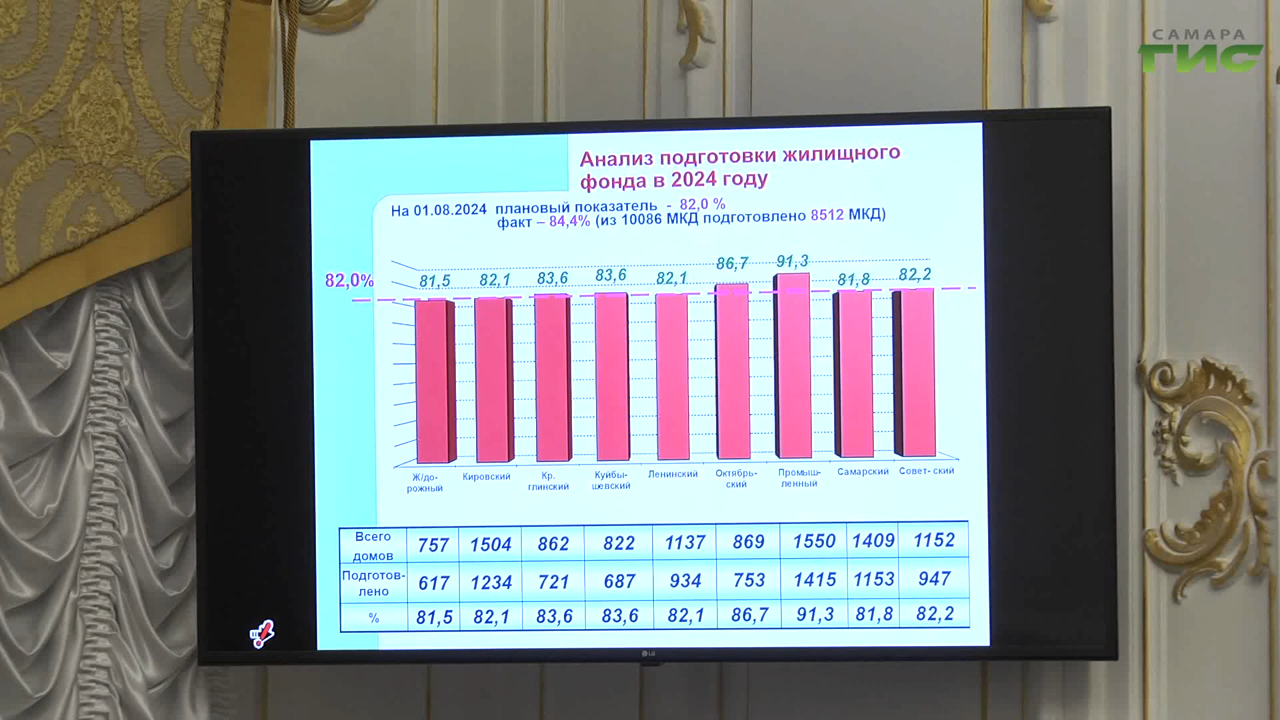 САМАРА
ГИС
Анализ подготовки жилищного
фонда в 2024 году
На 01.08.2024 плановый показатель - 82,0 %
факт – 84,4% (из 10086 МКД подготовлено 8512 МКД)
82,0%
81,5 82,1 83,6 83,6 82,1 86,7 91,3 81,8 82,2
Ж/до-
рожный
Кировский
Кр.
глинский
Куйбы-
шевский
Ленинский
Октябрь-
ский
Промыш-
ленный
Самарский
Совет- ский
Всего
домов
757 1504 862 822 1137 869 1550 1409 1152
Подготов-
лено
617 1234 721 687 934 753 1415 1153 947
% 81,5 82,1 83,6 83,6 82,1 86,7 91,3 81,8 82,2
LG